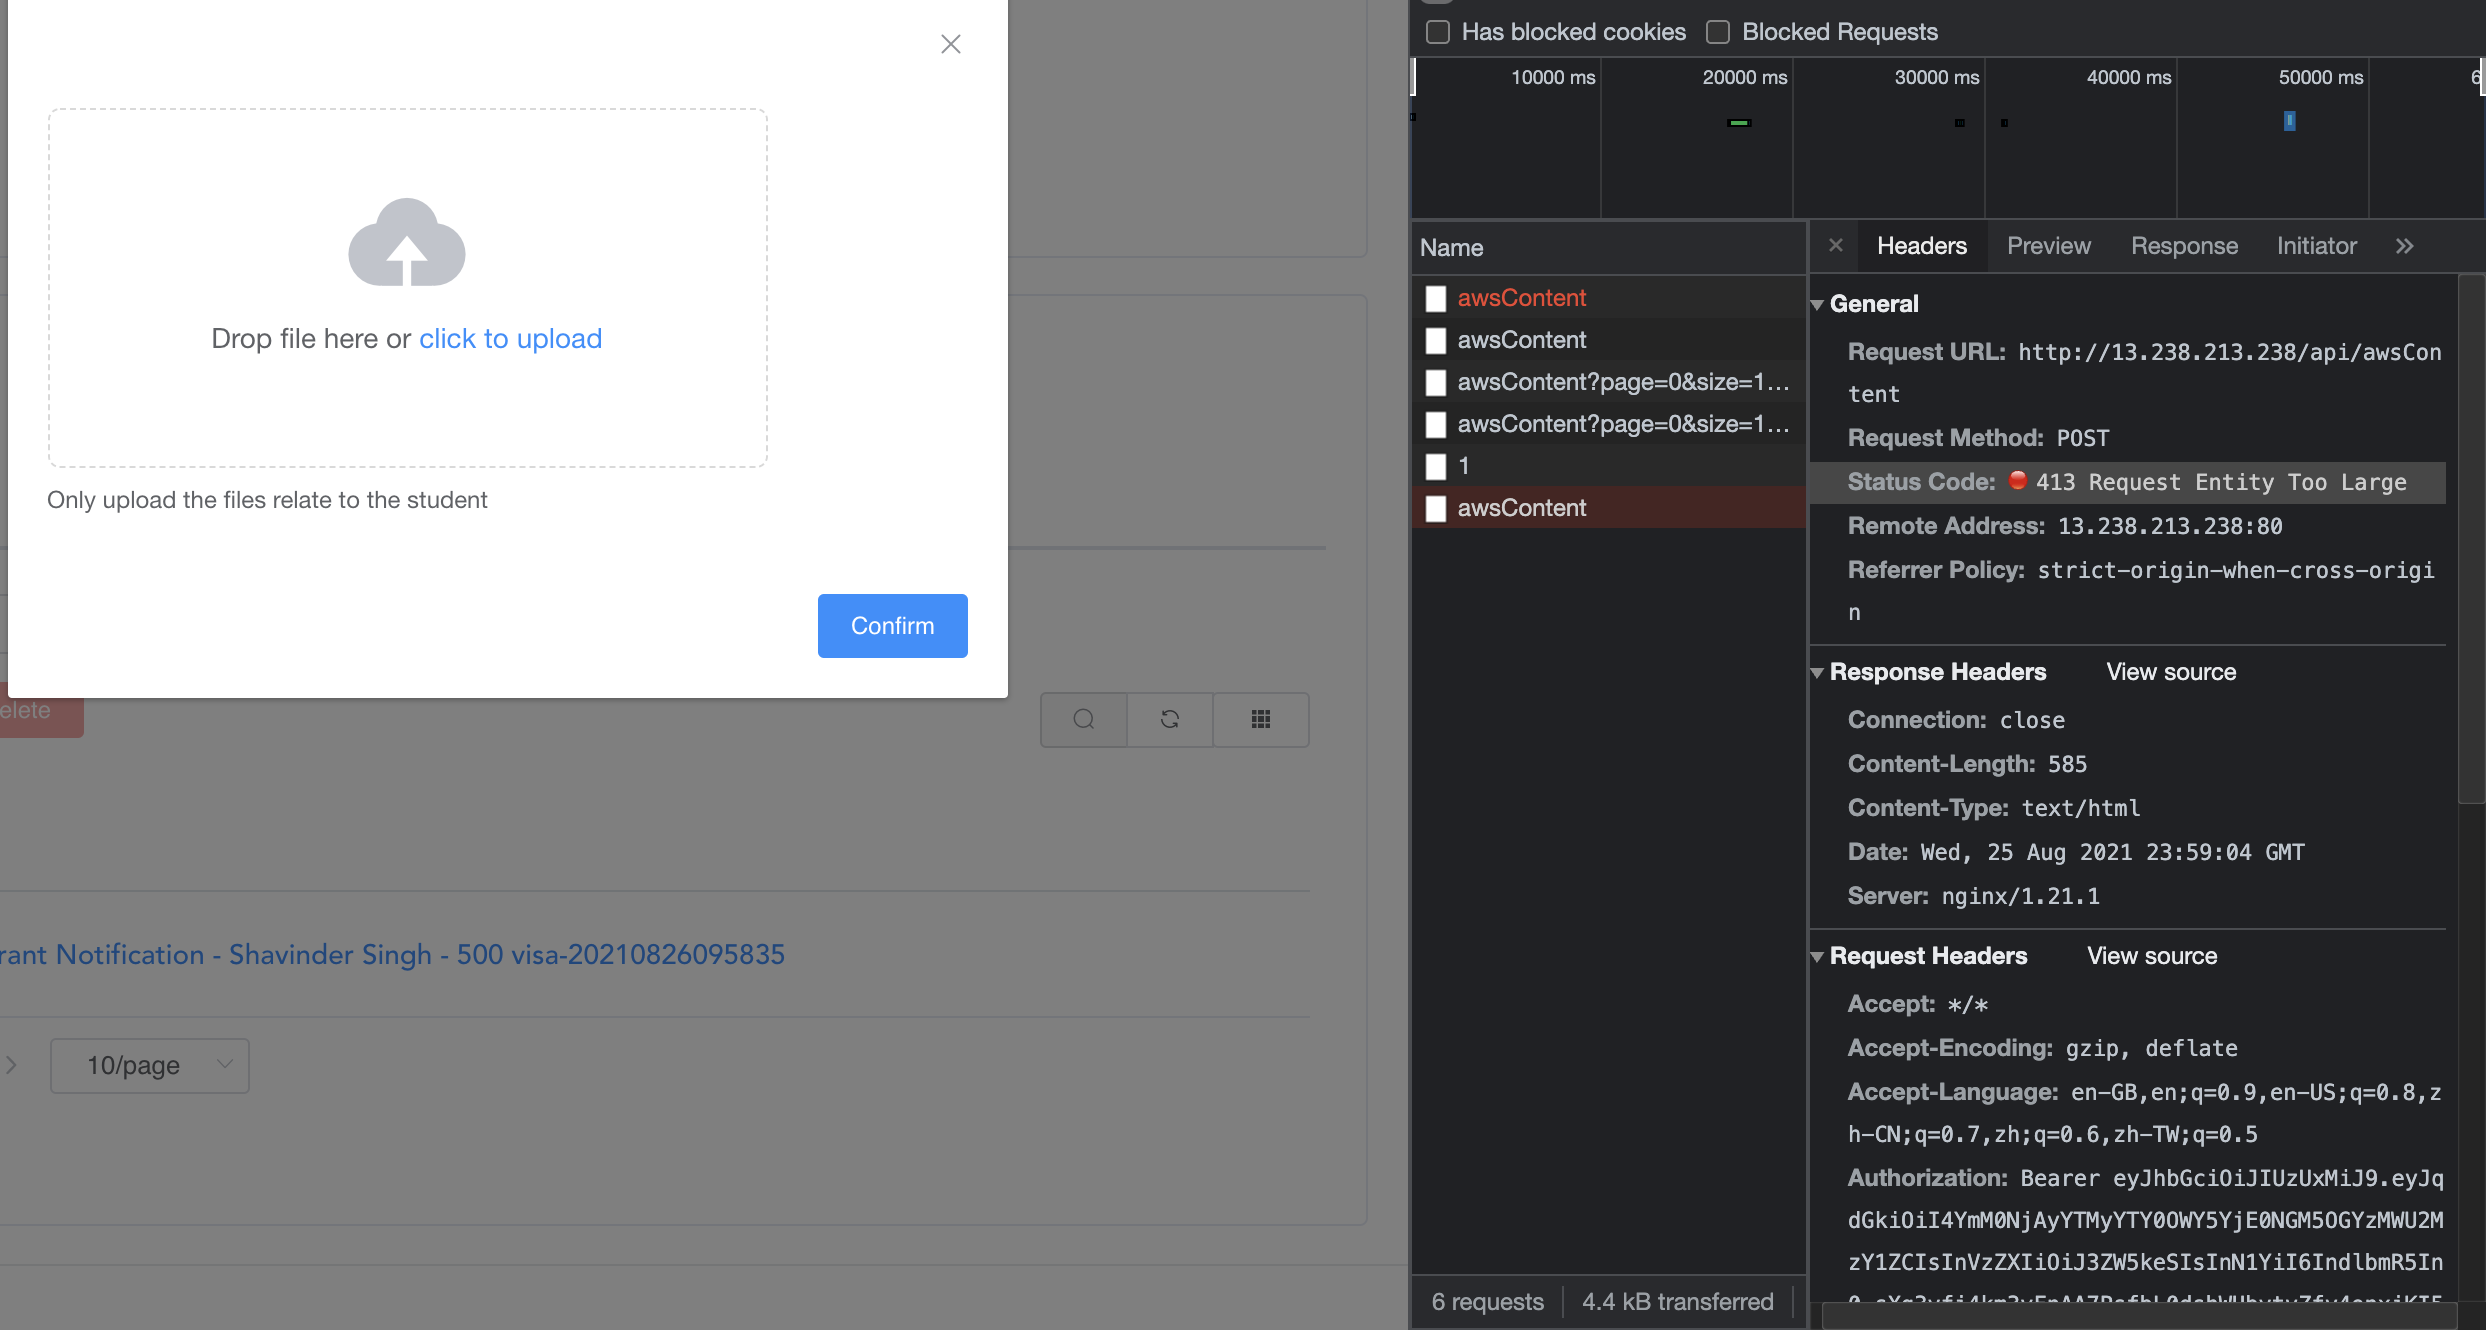 Drop file here or click to upload
Only upload the files relate to the student
Confirm
elete
rant Notification - Shavinder Singh - 500 visa-20210826095835
10/page
Has blocked cookies
Blocked Requests
10000 ms
20000 ms
30000 ms
40000 ms
50000 ms
6
Name
awsContent
awsContent
awsContent?page=0&size=1…
awsContent?page=0&size=1…
1
awsContent
6 requests
4.4 kB transferred
Headers
Preview
Response
Initiator
General
Request URL: http://13.238.213.238/api/awsCon
tent
Request Method: POST
Status Code: 413 Request Entity Too Large
Remote Address: 13.238.213.238:80
Referrer Policy: strict-origin-when-cross-origi
n
Response Headers
View source
Connection: close
Content-Length: 585
Content-Type: text/html
Date: Wed, 25 Aug 2021 23:59:04 GMT
Server: nginx/1.21.1
Request Headers
View source
Accept: */*
Accept-Encoding: gzip, deflate
Accept-Language: en-GB,en;q=0.9,en-US;q=0.8,z
h-CN;q=0.7,zh;q=0.6,zh-TW;q=0.5
Authorization: Bearer eyJhbGciOiJIUzUxMiJ9.eyJq
dGkiOiI4YmM0NjAyYTMyYTY0OWY5YjE0NGM5OGYzMWU2M
zY1ZCIsInVzZXIiOiJ3ZW5keSIsInN1YiI6IndlbmR5In